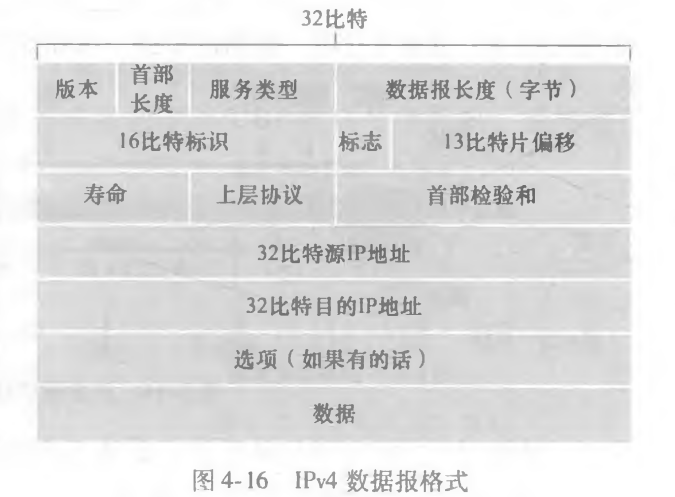 32比特
版本 首部长度 服务类型 数据报长度（字节）
16比特标识 标志 13比特片偏移
寿命 上层协议 首部检验和
32比特源IP地址
32比特目的IP地址
选项（如果有的话）
数据
图 4-16 IPv4 数据报格式